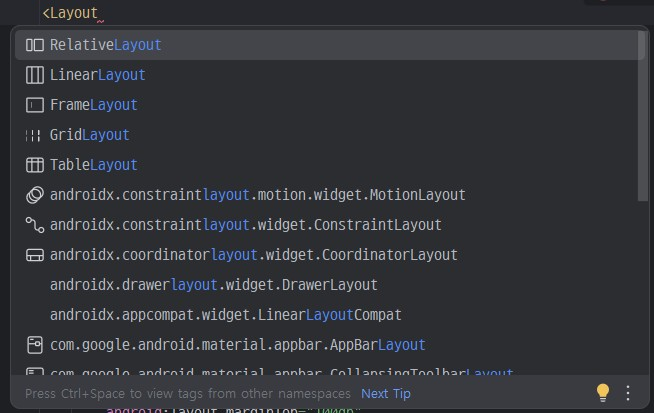 <Layout
RelativeLayout
LinearLayout
FrameLayout
GridLayout
TableLayout
androidx.constraintlayout.motion.widget.MotionLayout
androidx.constraintlayout.widget.ConstraintLayout
androidx.coordinatorlayout.widget.CoordinatorLayout
androidx.drawerlayout.widget.DrawerLayout
androidx.appcompat.widget.LinearLayoutCompat
com.google.android.material.appbar.AppBarLayout
com.google.android.material.appbar.CollapsingToolbarLayout
Press Ctrl+Space to view tags from other namespaces Next Tip
android:layout_marginTop="100dp"